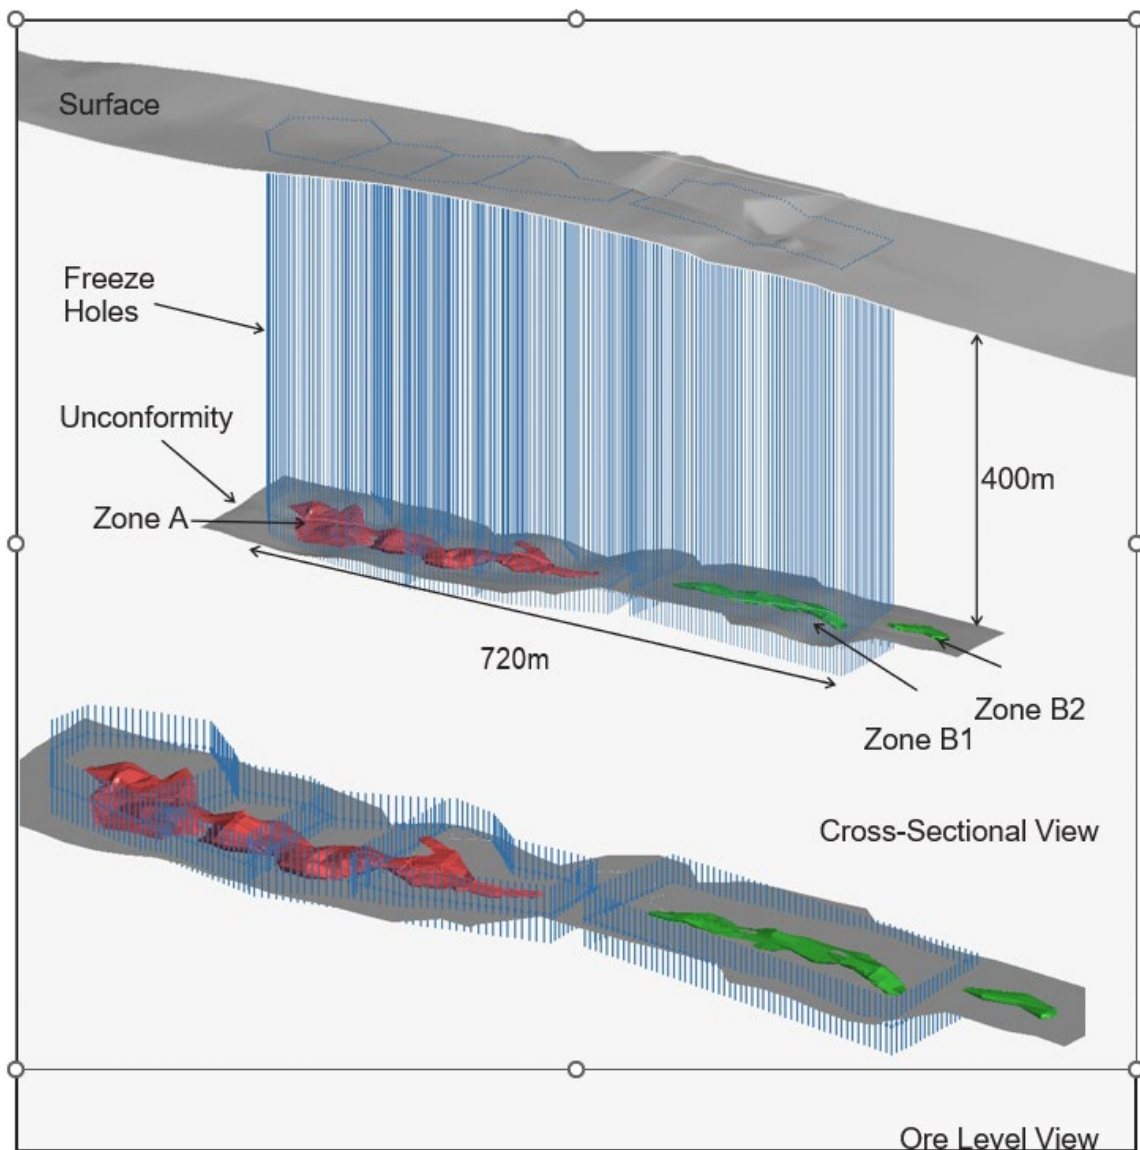 Surface
Freeze
Holes
Unconformity
Zone A
400m
720m
Zone B2
Zone B1
Cross-Sectional View
Ore Level View